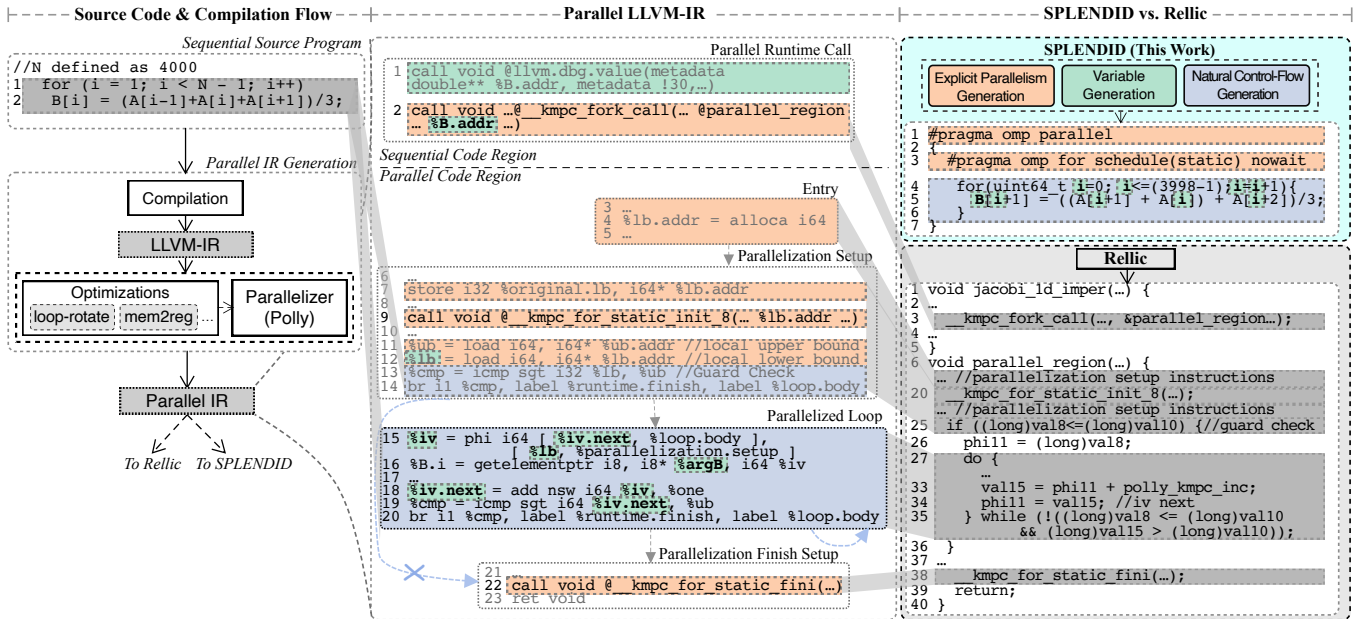 Source Code & Compilation Flow
Sequential Source Program
//N defined as 4000
1 for (i = 1; i < N - 1; i++)
2 B[i] = (A[i-1]+A[i]+A[i+1])/3;
Parallel IR Generation
Compilation
LLVM-IR
Optimizations
loop-rotate mem2reg ...
Parallelizer
(Polly)
Parallel IR
To Rellic To SPLENDID
Parallel LLVM-IR
Parallel Runtime Call
1 call void @llvm.dbg.value(metadata
double** %B.addr, metadata !30,…)
2 call void …@__kmpc_fork_call(… @parallel_region
… %B.addr …)
Sequential Code Region
Parallel Code Region
Entry
3 …
4 %lb.addr = alloca i64
5 …
Parallelization Setup
6 …
7 store i32 %original.lb, i64* %lb.addr
8 …
9 call void @__kmpc_for_static_init_8(… %lb.addr …)
10 …
11 %ub = load i64, i64* %ub.addr //local upper bound
12 %lb = load i64, i64* %lb.addr //local lower bound
13 %cmp = icmp sgt i32 %lb, %ub //Guard Check
14 br i1 %cmp, label %runtime.finish, label %loop.body
Parallelized Loop
15 %iv = phi i64 [ %iv.next, %loop.body ],
[ %lb, %parallelization.setup ]
16 %B.i = getelementptr i8, i8* %argB, i64 %iv
17 …
18 %iv.next = add nsw i64 %iv, %one
19 %cmp = icmp sgt i64 %iv.next, %ub
20 br i1 %cmp, label %runtime.finish, label %loop.body
Parallelization Finish Setup
21 …
22 call void @__kmpc_for_static_fini(…)
23 ret void
SPLENDID vs. Rellic
SPLENDID (This Work)
Explicit Parallelism
Generation
Variable
Generation
Natural Control-Flow
Generation
1 #pragma omp parallel
2 {
3 #pragma omp for schedule(static) nowait
4 for(uint64_t i=0; i<=(3998-1);i=i+1){
5 B[i+1] = ((A[i+1] + A[i]) + A[i+2])/3;
6 }
7 }
Rellic
1 void jacobi_1d_imper(…) {
2 …
3 __kmpc_fork_call(…, &parallel_region…);
4 …
5 }
6 void parallel_region(…) {
… //parallelization setup instructions
20 __kmpc_for_static_init_8(…);
… //parallelization setup instructions
25 if ((long)val8<=(long)val10) {//guard check
26 phi11 = (long)val8;
27 do {
…
33 val15 = phi11 + polly_kmpc_inc;
34 phi11 = val15; //iv next
35 } while (!((long)val8 <= (long)val10
&& (long)val15 > (long)val10));
36 }
37 …
38 __kmpc_for_static_fini(…);
39 return;
40 }